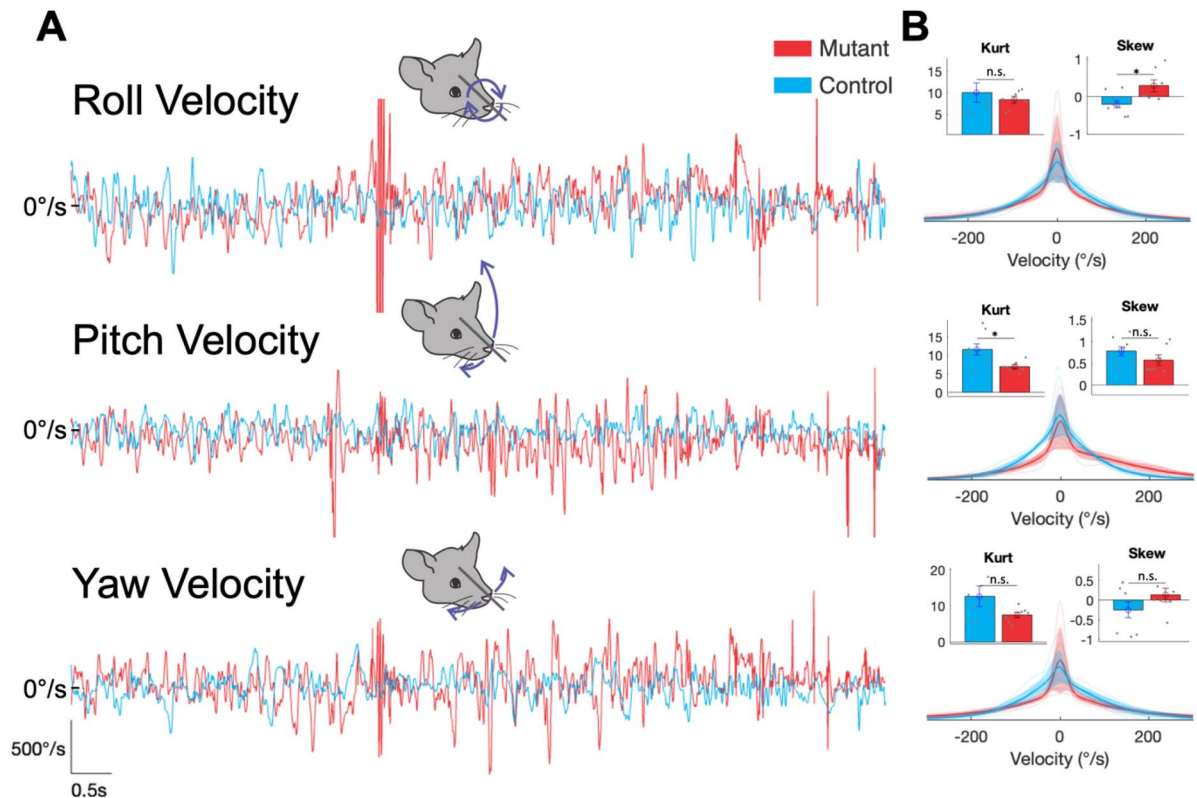 A
B
Mutant
Control
Roll Velocity
0°/s
Kurt
n.s.
15
10
5
Skew
*
1
0
-1
-200
0
200
Velocity (°/s)
Pitch Velocity
0°/s
Kurt
*
15
10
5
0
Skew
n.s.
1.5
1
0.5
0
-200
0
200
Velocity (°/s)
Yaw Velocity
0°/s
500°/s
0.5s
Kurt
n.s.
20
10
0
Skew
n.s.
0.5
0
-0.5
-1
-200
0
200
Velocity (°/s)